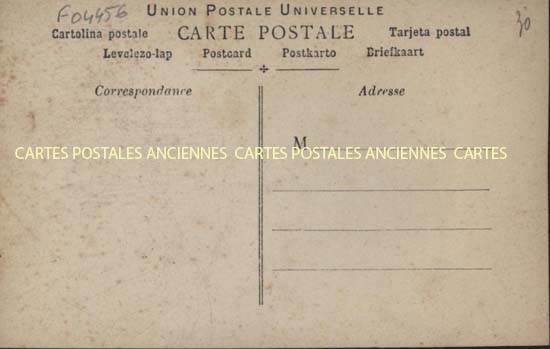 F04456
30
UNION POSTALE UNIVERSELLE
Cartolina postale CARTE POSTALE Tarjeta postal
Levelezo-lap Postcard Postkarto Briefkaart
Correspondance Adresse
M
CARTES POSTALES ANCIENNES CARTES POSTALES ANCIENNES CARTES